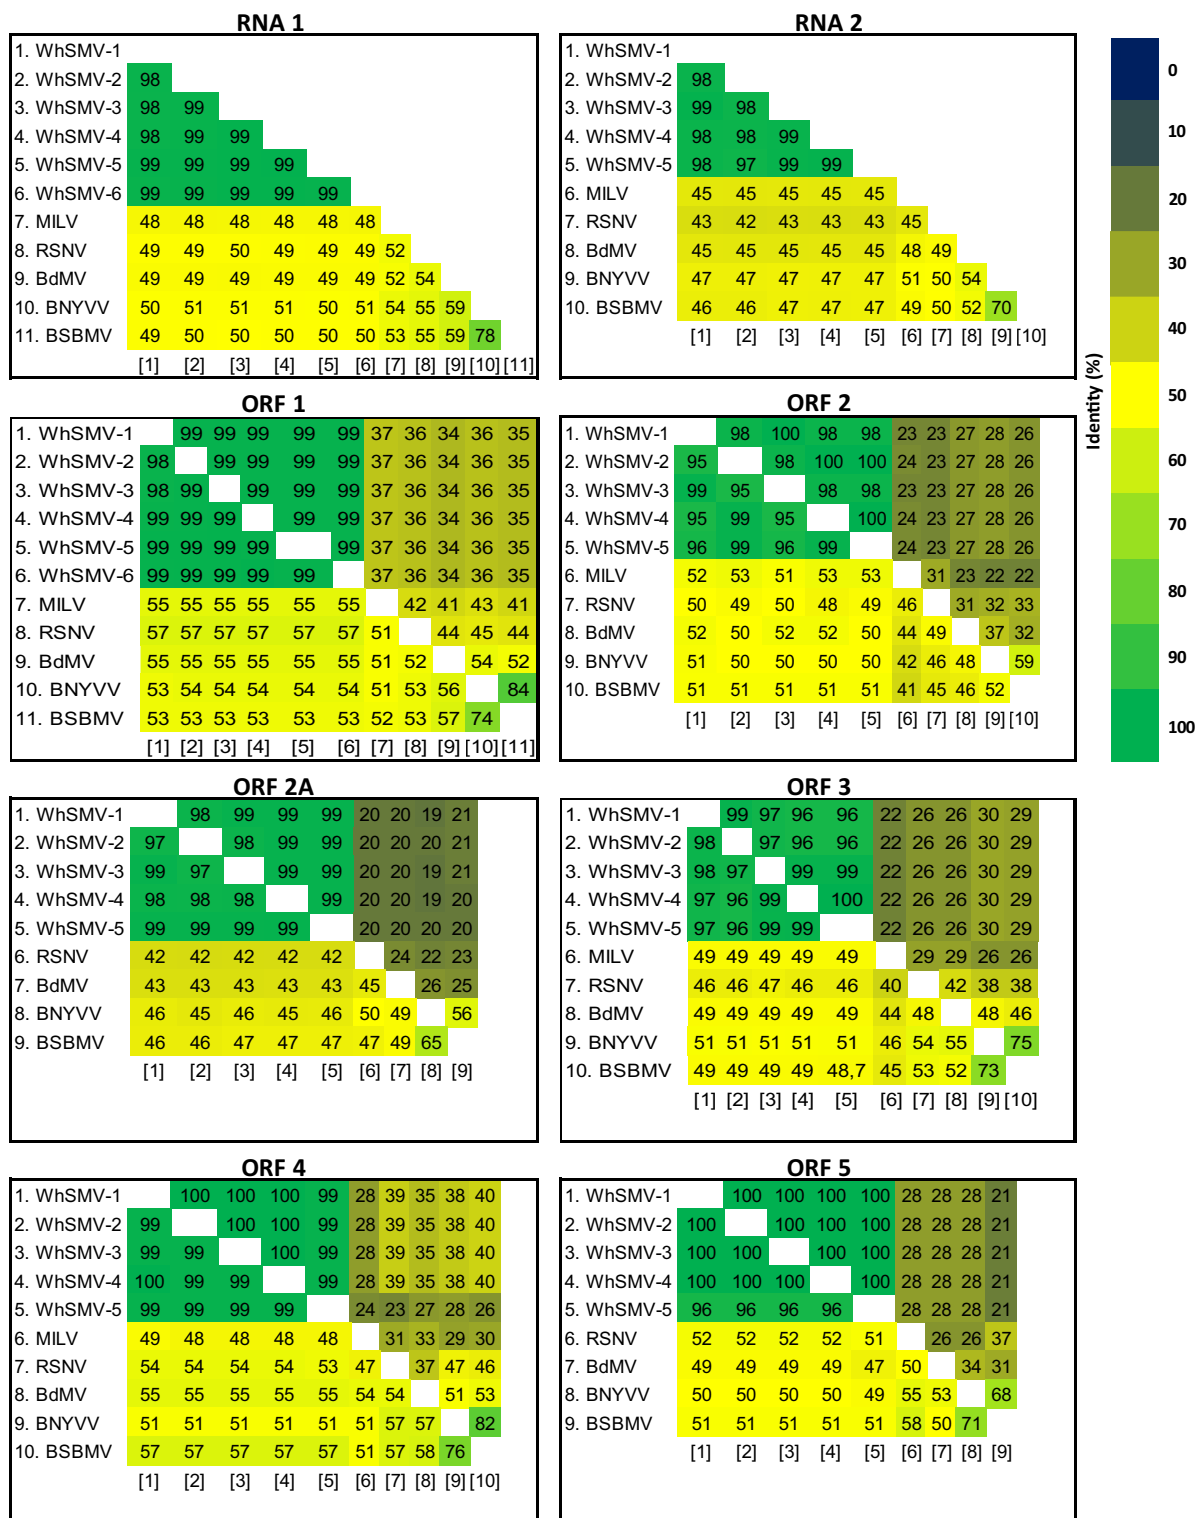 RNA 1
1. WhSMV-1
2. WhSMV-2 98
3. WhSMV-3 98 99
4. WhSMV-4 98 99 99
5. WhSMV-5 99 99 99 99
6. WhSMV-6 99 99 99 99 99
7. MILV 48 48 48 48 48 48
8. RSNV 49 49 50 49 49 49 52
9. BdMV 49 49 49 49 49 49 52 54
10. BNYVV 50 51 51 51 50 51 54 55 59
11. BSBMV 49 50 50 50 50 50 53 55 59 78
[1] [2] [3] [4] [5] [6] [7] [8] [9] [10] [11]
RNA 2
1. WhSMV-1
2. WhSMV-2 98
3. WhSMV-3 99 98
4. WhSMV-4 98 98 99
5. WhSMV-5 98 97 99 99
6. MILV 45 45 45 45 45
7. RSNV 43 42 43 43 43 45
8. BdMV 45 45 45 45 45 48 49
9. BNYVV 47 47 47 47 47 51 50 54
10. BSBMV 46 46 47 47 47 49 50 52 70
[1] [2] [3] [4] [5] [6] [7] [8] [9] [10]
Identity (%)
0
10
20
30
40
50
60
70
80
90
100
ORF 1
1. WhSMV-1 99 99 99 99 99 37 36 34 36 35
2. WhSMV-2 98 99 99 99 99 37 36 34 36 35
3. WhSMV-3 98 99 99 99 99 37 36 34 36 35
4. WhSMV-4 99 99 99 99 99 37 36 34 36 35
5. WhSMV-5 99 99 99 99 99 37 36 34 36 35
6. WhSMV-6 99 99 99 99 99 37 36 34 36 35
7. MILV 55 55 55 55 55 55 42 41 43 41
8. RSNV 57 57 57 57 57 57 51 44 45 44
9. BdMV 55 55 55 55 55 55 51 52 54 52
10. BNYVV 53 54 54 54 54 54 51 53 56 84
11. BSBMV 53 53 53 53 53 53 52 53 57 74
[1] [2] [3] [4] [5] [6] [7] [8] [9] [10] [11]
ORF 2
1. WhSMV-1 98 100 98 98 23 23 27 28 26
2. WhSMV-2 95 98 100 100 24 23 27 28 26
3. WhSMV-3 99 95 98 98 23 23 27 28 26
4. WhSMV-4 95 99 95 100 24 23 27 28 26
5. WhSMV-5 96 99 96 99 24 23 27 28 26
6. MILV 52 53 51 53 53 31 23 22 22
7. RSNV 50 49 50 48 49 46 31 32 33
8. BdMV 52 50 52 52 50 44 49 37 32
9. BNYVV 51 50 50 50 50 42 46 48 59
10. BSBMV 51 51 51 51 51 41 45 46 52
[1] [2] [3] [4] [5] [6] [7] [8] [9] [10]
ORF 2A
1. WhSMV-1 98 99 99 99 20 20 19 21
2. WhSMV-2 97 98 99 99 20 20 20 21
3. WhSMV-3 99 97 99 99 20 20 19 21
4. WhSMV-4 98 98 98 99 20 20 19 20
5. WhSMV-5 99 99 99 99 20 20 20 20
6. RSNV 42 42 42 42 42 24 22 23
7. BdMV 43 43 43 43 43 45 26 25
8. BNYVV 46 45 46 45 46 50 49 56
9. BSBMV 46 46 47 47 47 47 49 65
[1] [2] [3] [4] [5] [6] [7] [8] [9]
ORF 3
1. WhSMV-1 99 97 96 96 22 26 26 30 29
2. WhSMV-2 98 97 96 96 22 26 26 30 29
3. WhSMV-3 98 97 99 99 22 26 26 30 29
4. WhSMV-4 97 96 99 100 22 26 26 30 29
5. WhSMV-5 97 96 99 99 22 26 26 30 29
6. MILV 49 49 49 49 49 29 29 26 26
7. RSNV 46 46 47 46 46 40 42 38 38
8. BdMV 49 49 49 49 49 44 48 48 46
9. BNYVV 51 51 51 51 51 46 54 55 75
10. BSBMV 49 49 49 49 48,7 45 53 52 73
[1] [2] [3] [4] [5] [6] [7] [8] [9] [10]
ORF 4
1. WhSMV-1 100 100 100 99 28 39 35 38 40
2. WhSMV-2 99 100 100 99 28 39 35 38 40
3. WhSMV-3 99 99 100 99 28 39 35 38 40
4. WhSMV-4 100 99 99 99 28 39 35 38 40
5. WhSMV-5 99 99 99 99 24 23 27 28 26
6. MILV 49 48 48 48 48 31 33 29 30
7. RSNV 54 54 54 54 53 47 37 47 46
8. BdMV 55 55 55 55 55 54 54 51 53
9. BNYVV 51 51 51 51 51 51 57 57 82
10. BSBMV 57 57 57 57 57 51 57 58 76
[1] [2] [3] [4] [5] [6] [7] [8] [9] [10]
ORF 5
1. WhSMV-1 100 100 100 100 28 28 28 21
2. WhSMV-2 100 100 100 100 28 28 28 21
3. WhSMV-3 100 100 100 100 28 28 28 21
4. WhSMV-4 100 100 100 100 28 28 28 21
5. WhSMV-5 96 96 96 96 28 28 28 21
6. RSNV 52 52 52 52 51 26 26 37
7. BdMV 49 49 49 49 47 50 34 31
8. BNYVV 50 50 50 50 49 55 53 68
9. BSBMV 51 51 51 51 51 58 50 71
[1] [2] [3] [4] [5] [6] [7] [8] [9]